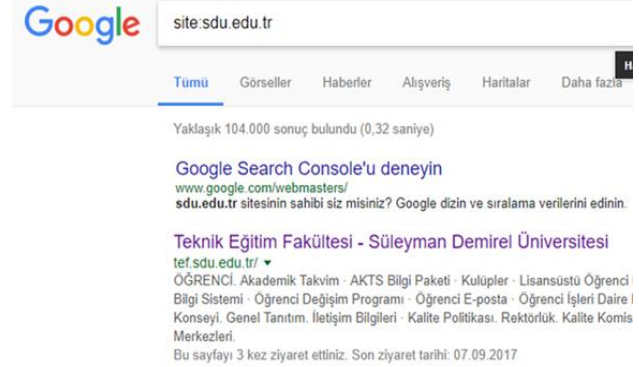 Google
site:sdu.edu.tr
Tümü Görseller Haberler Alışveriş Haritalar Daha fazla
Yaklaşık 104.000 sonuç bulundu (0,32 saniye)
Google Search Console'u deneyin
www.google.com/webmasters/
sdu.edu.tr sitesinin sahibi siz misiniz? Google dizin ve sıralama verilerini edinin.
Teknik Eğitim Fakültesi - Süleyman Demirel Üniversitesi
tef.sdu.edu.tr/
ÖĞRENCİ. Akademik Takvim · AKTS Bilgi Paketi · Kulüpler · Lisansüstü Öğrenci
Bilgi Sistemi · Öğrenci Değişim Programı · Öğrenci E-posta · Öğrenci İşleri Daire
Konseyi. Genel Tanıtım. İletişim Bilgileri · Kalite Politikası. Rektörlük. Kalite Komis
Merkezleri.
Bu sayfayı 3 kez ziyaret ettiniz. Son ziyaret tarihi: 07.09.2017